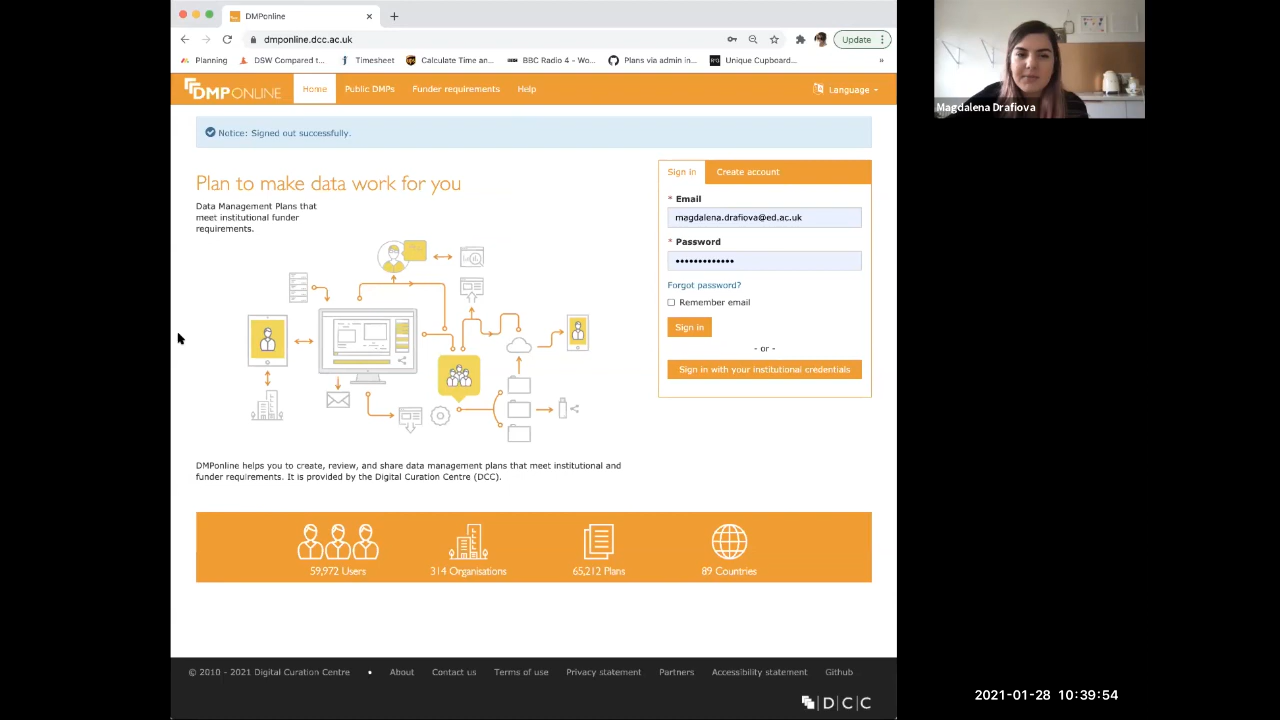 DMPonline
dmponline.dcc.ac.uk
Update
Planning
DSW Compared t...
Timesheet
Calculate Time an...
BBC Radio 4 - Wo...
Plans via admin in...
Unique Cupboard...
»
DMPONLINE
Home
Public DMPs
Funder requirements
Help
Language
Notice: Signed out successfully.
Plan to make data work for you
Data Management Plans that
meet institutional funder
requirements.
Sign in
Create account
* Email
magdalena.drafiova@ed.ac.uk
* Password
•••••••••••••
Forgot password?
Remember email
Sign in
- or -
Sign in with your institutional credentials
DMPonline helps you to create, review, and share data management plans that meet institutional and
funder requirements. It is provided by the Digital Curation Centre (DCC).
59,972 Users
314 Organisations
65,212 Plans
89 Countries
© 2010 - 2021 Digital Curation Centre
•
About
Contact us
Terms of use
Privacy statement
Partners
Accessibility statement
Github
|D|C|C
Magdalena Drafiova
2021-01-28 10:39:54